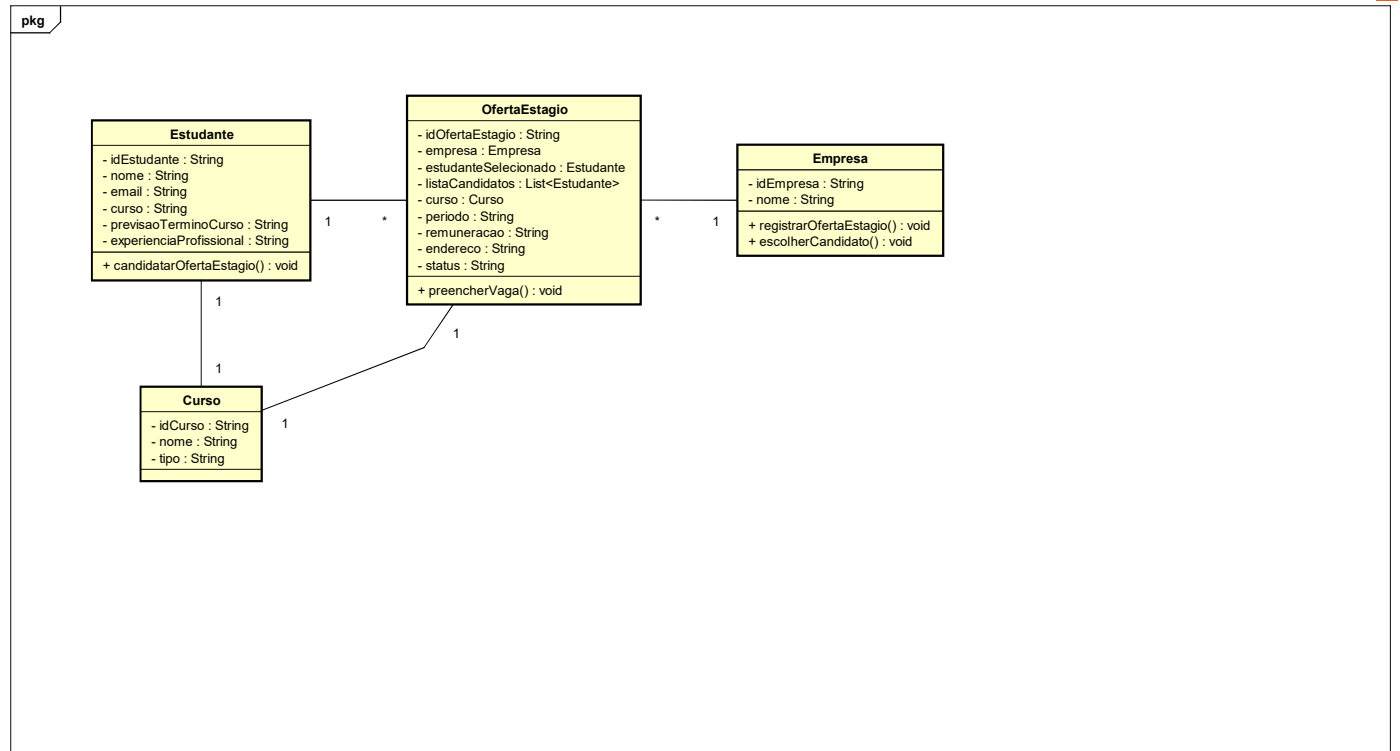 pkg
Estudante
- idEstudante : String
- nome : String
- email : String
- curso : String
- previsaoTerminoCurso : String
- experienciaProfissional : String
+ candidatarOfertaEstagio() : void
1
*
OfertaEstagio
- idOfertaEstagio : String
- empresa : Empresa
- estudanteSelecionado : Estudante
- listaCandidatos : List<Estudante>
- curso : Curso
- periodo : String
- remuneracao : String
- endereco : String
- status : String
+ preencherVaga() : void
*
1
Empresa
- idEmpresa : String
- nome : String
+ registrarOfertaEstagio() : void
+ escolherCandidato() : void
1
1
1
1
Curso
- idCurso : String
- nome : String
- tipo : String